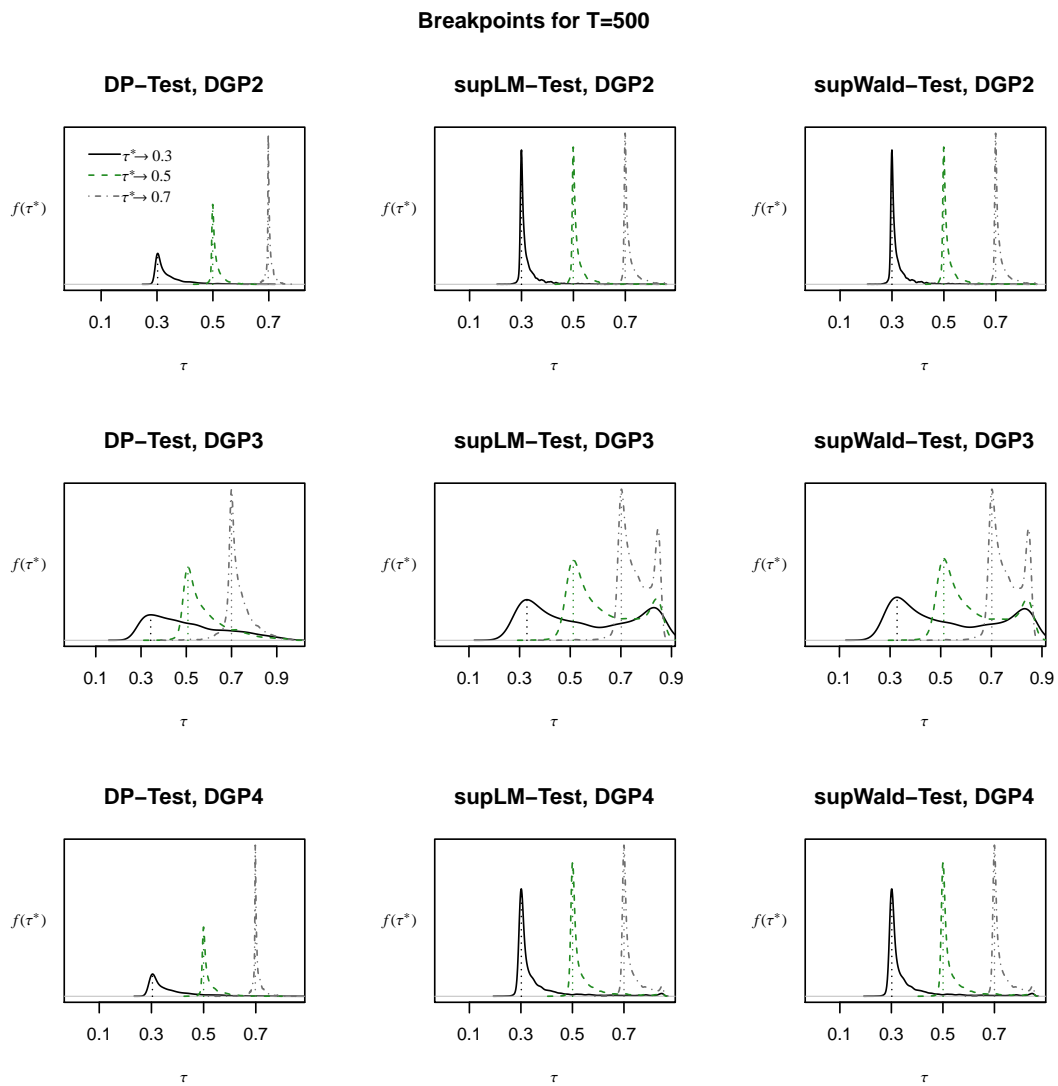 Breakpoints for T=500
DP−Test, DGP2
supLM−Test, DGP2
supWald−Test, DGP2
τ*→ 0.3
τ*→ 0.5
τ*→ 0.7
f(τ*)
f(τ*)
f(τ*)
0.1 0.3 0.5 0.7
0.1 0.3 0.5 0.7
0.1 0.3 0.5 0.7
τ
τ
τ
DP−Test, DGP3
supLM−Test, DGP3
supWald−Test, DGP3
f(τ*)
f(τ*)
f(τ*)
0.1 0.3 0.5 0.7 0.9
0.1 0.3 0.5 0.7 0.9
0.1 0.3 0.5 0.7 0.9
τ
τ
τ
DP−Test, DGP4
supLM−Test, DGP4
supWald−Test, DGP4
f(τ*)
f(τ*)
f(τ*)
0.1 0.3 0.5 0.7
0.1 0.3 0.5 0.7
0.1 0.3 0.5 0.7
τ
τ
τ